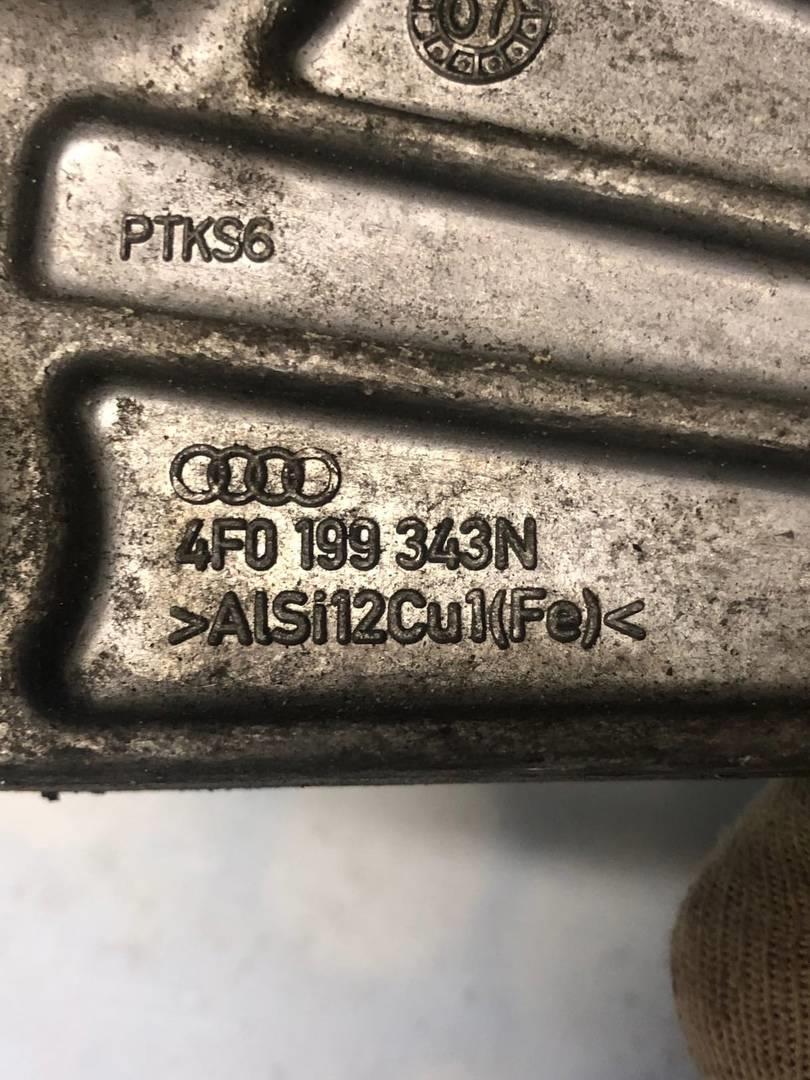 07
PTKS6
4F0 199 343N
>AlSi12Cu1(Fe)<